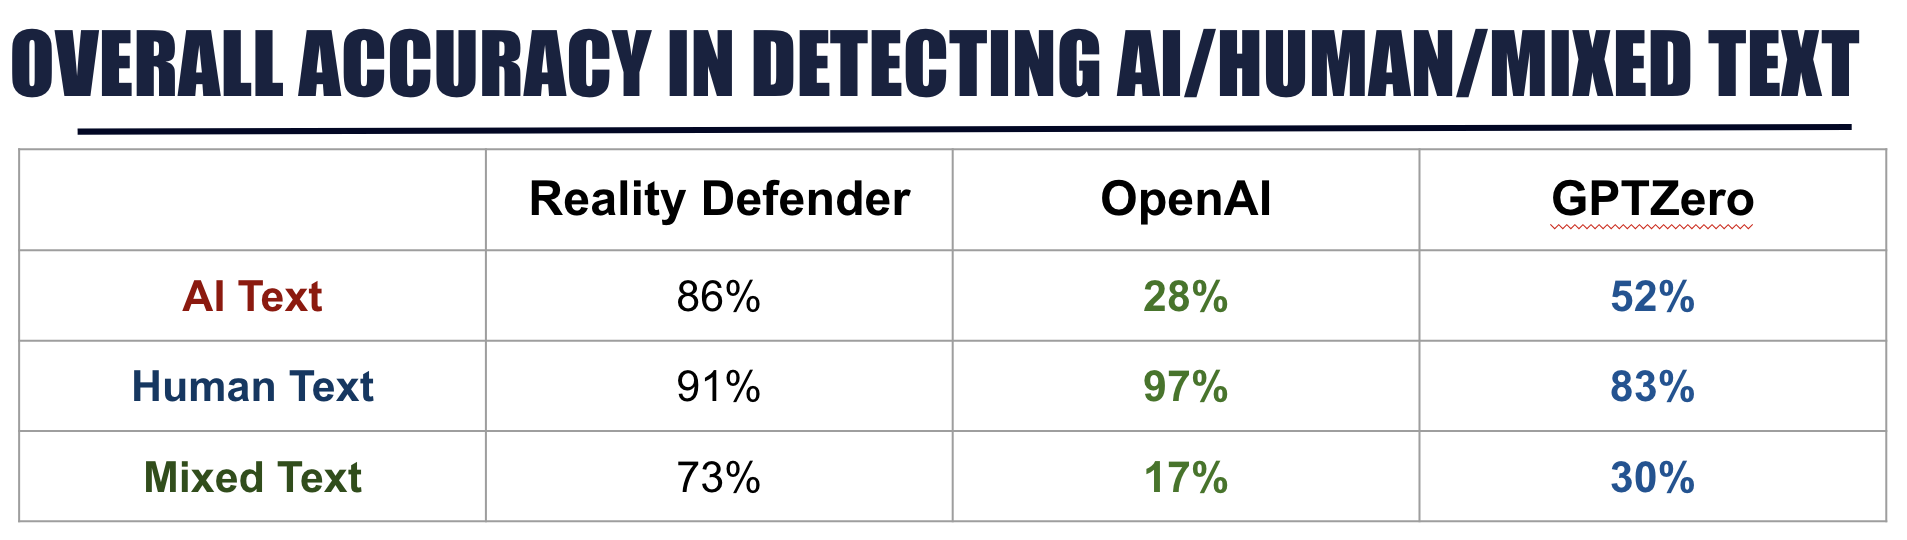 OVERALL ACCURACY IN DETECTING AI/HUMAN/MIXED TEXT
Reality Defender OpenAI GPTZero
AI Text 86% 28% 52%
Human Text 91% 97% 83%
Mixed Text 73% 17% 30%